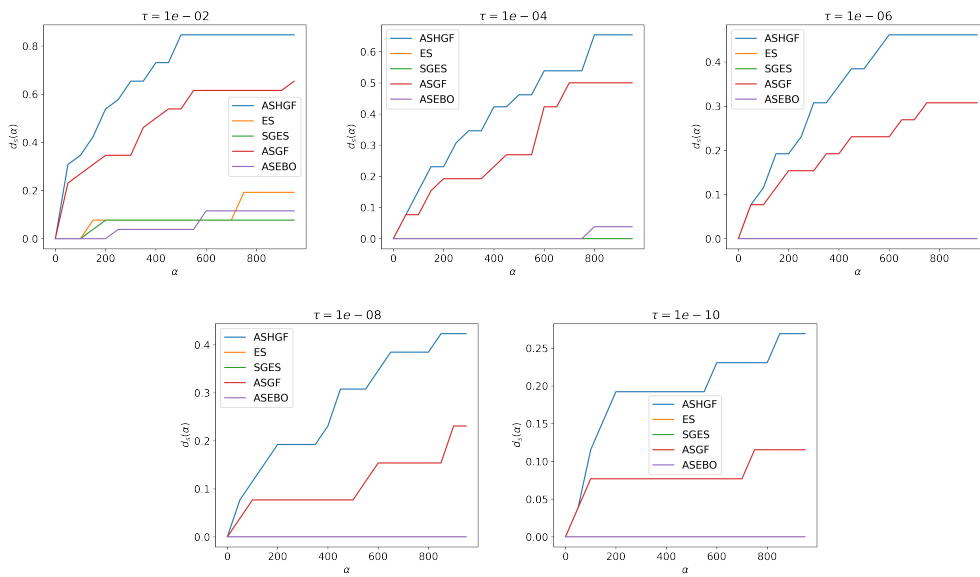 τ = 1e − 02
d_s(α)
0.8
0.6
0.4
0.2
0.0
ASHGF
ES
SGES
ASGF
ASEBO
0 200 400 600 800
α
τ = 1e − 04
d_s(α)
0.6
0.5
0.4
0.3
0.2
0.1
0.0
ASHGF
ES
SGES
ASGF
ASEBO
0 200 400 600 800
α
τ = 1e − 06
d_s(α)
0.4
0.3
0.2
0.1
0.0
ASHGF
ES
SGES
ASGF
ASEBO
0 200 400 600 800
α
τ = 1e − 08
d_s(α)
0.4
0.3
0.2
0.1
0.0
ASHGF
ES
SGES
ASGF
ASEBO
0 200 400 600 800
α
τ = 1e − 10
d_s(α)
0.25
0.20
0.15
0.10
0.05
0.00
ASHGF
ES
SGES
ASGF
ASEBO
0 200 400 600 800
α